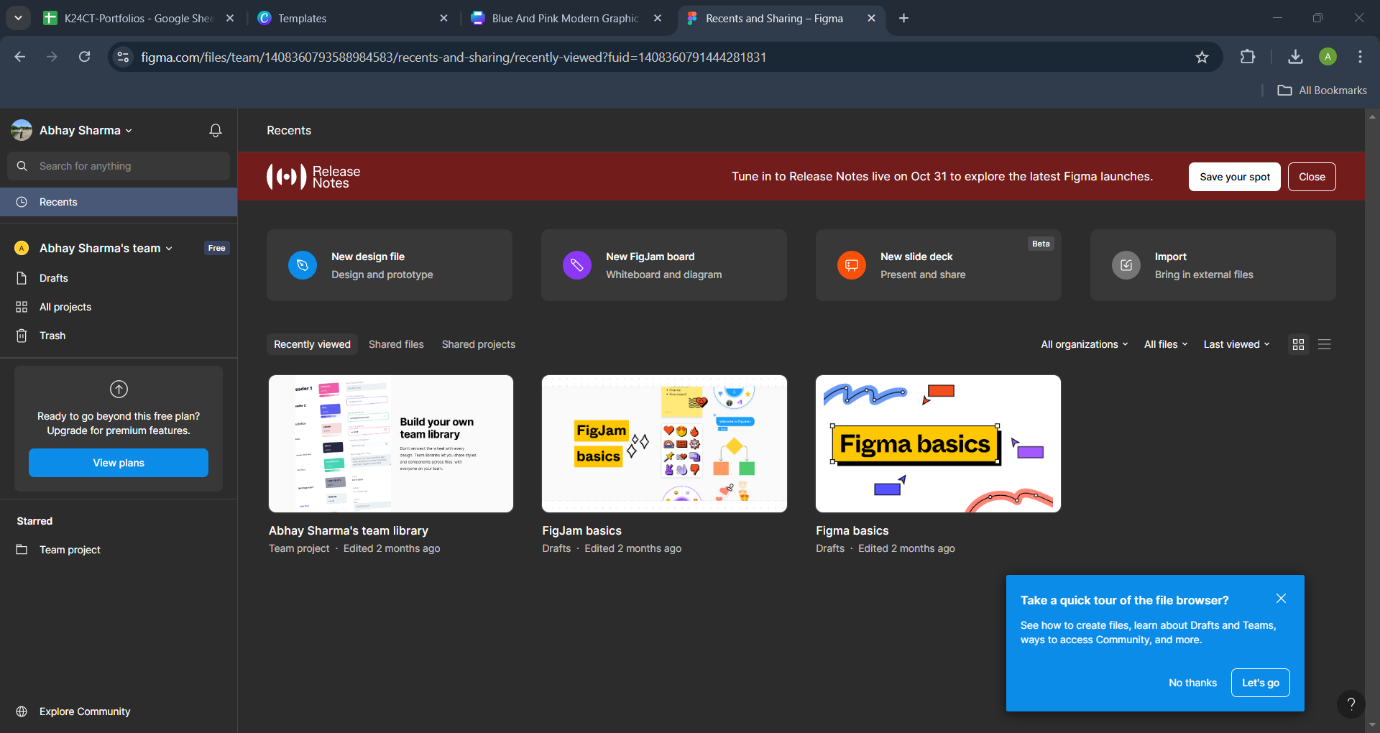 K24CT-Portfolios - Google Shee
Templates
Blue And Pink Modern Graphic
Recents and Sharing – Figma
figma.com/files/team/1408360793588984583/recents-and-sharing/recently-viewed?fuid=1408360791444281831
A
All Bookmarks
Abhay Sharma
Search for anything
Recents
A
Abhay Sharma's team
Free
Drafts
All projects
Trash
Ready to go beyond this free plan?
Upgrade for premium features.
View plans
Starred
Team project
Explore Community
Recents
Release
Notes
Tune in to Release Notes live on Oct 31 to explore the latest Figma launches.
Save your spot
Close
New design file
Design and prototype
New FigJam board
Whiteboard and diagram
New slide deck
Present and share
Beta
Import
Bring in external files
Recently viewed
Shared files
Shared projects
All organizations
All files
Last viewed
Build your own
team library
FigJam
basics
Figma basics
Abhay Sharma's team library
Team project · Edited 2 months ago
FigJam basics
Drafts · Edited 2 months ago
Figma basics
Drafts · Edited 2 months ago
Take a quick tour of the file browser?
See how to create files, learn about Drafts and Teams,
ways to access Community, and more.
No thanks
Let's go
?